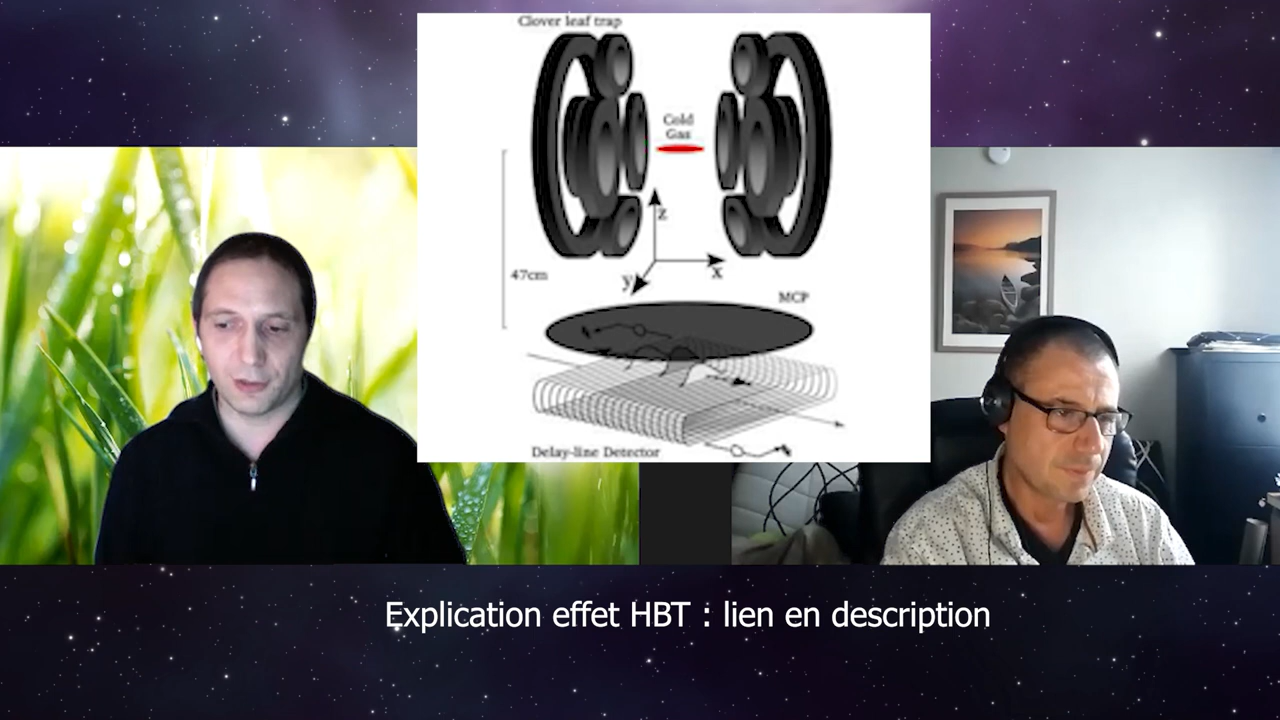 Clover leaf trap
Cold
Gas
z
x
y
47cm
MCP
Delay-line Detector
Explication effet HBT : lien en description